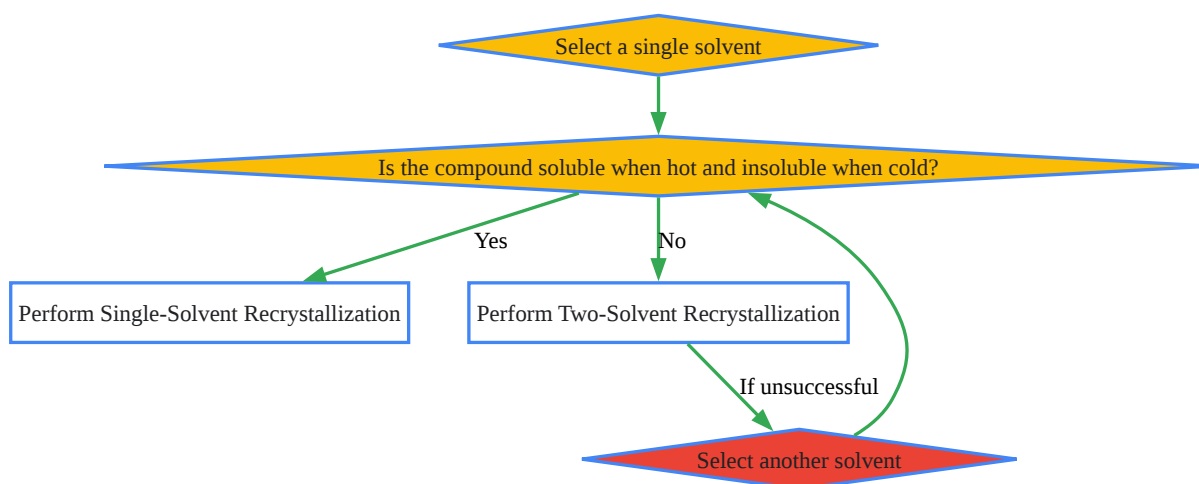 Select a single solvent
Is the compound soluble when hot and insoluble when cold?
Yes
No
Perform Single-Solvent Recrystallization
Perform Two-Solvent Recrystallization
If unsuccessful
Select another solvent